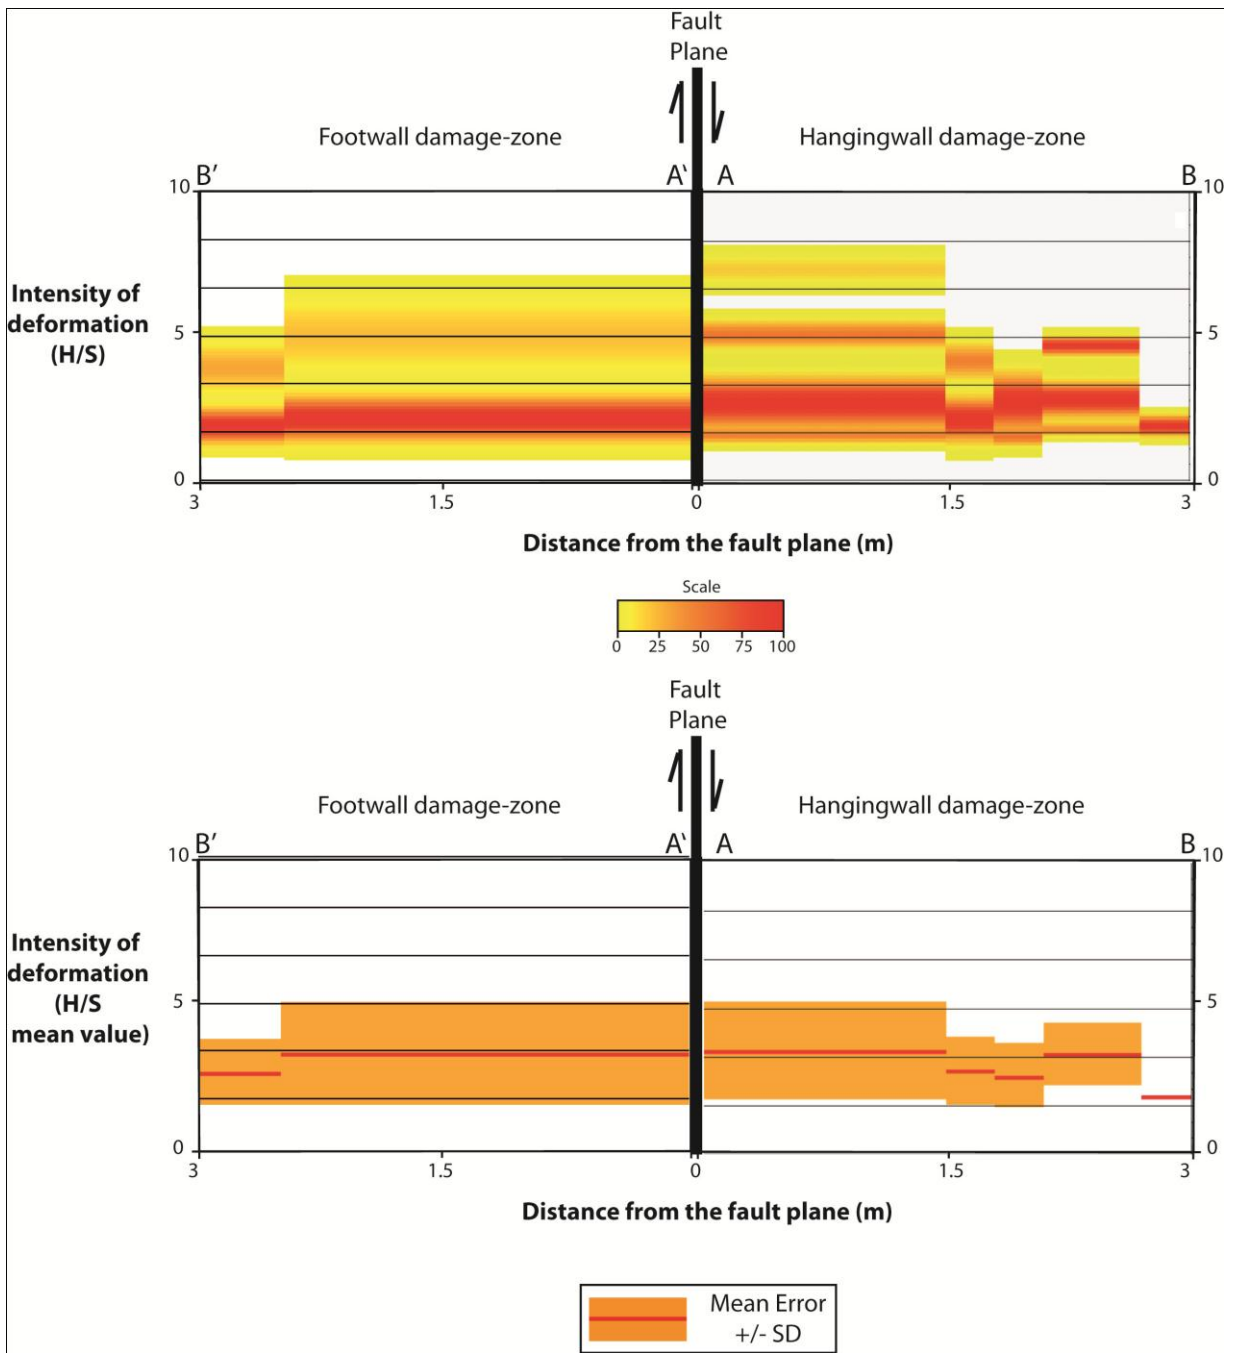 Fault
Plane
Footwall damage-zone
Hangingwall damage-zone
B'
A‘
A
B
10
10
Intensity of
deformation
(H/S)
5
5
0
0
3
1.5
0
1.5
3
Distance from the fault plane (m)
Scale
0
25
50
75
100
Fault
Plane
Footwall damage-zone
Hangingwall damage-zone
B'
A‘
A
B
10
10
Intensity of
deformation
(H/S
mean value)
5
5
0
0
3
1.5
0
1.5
3
Distance from the fault plane (m)
Mean Error
+/- SD